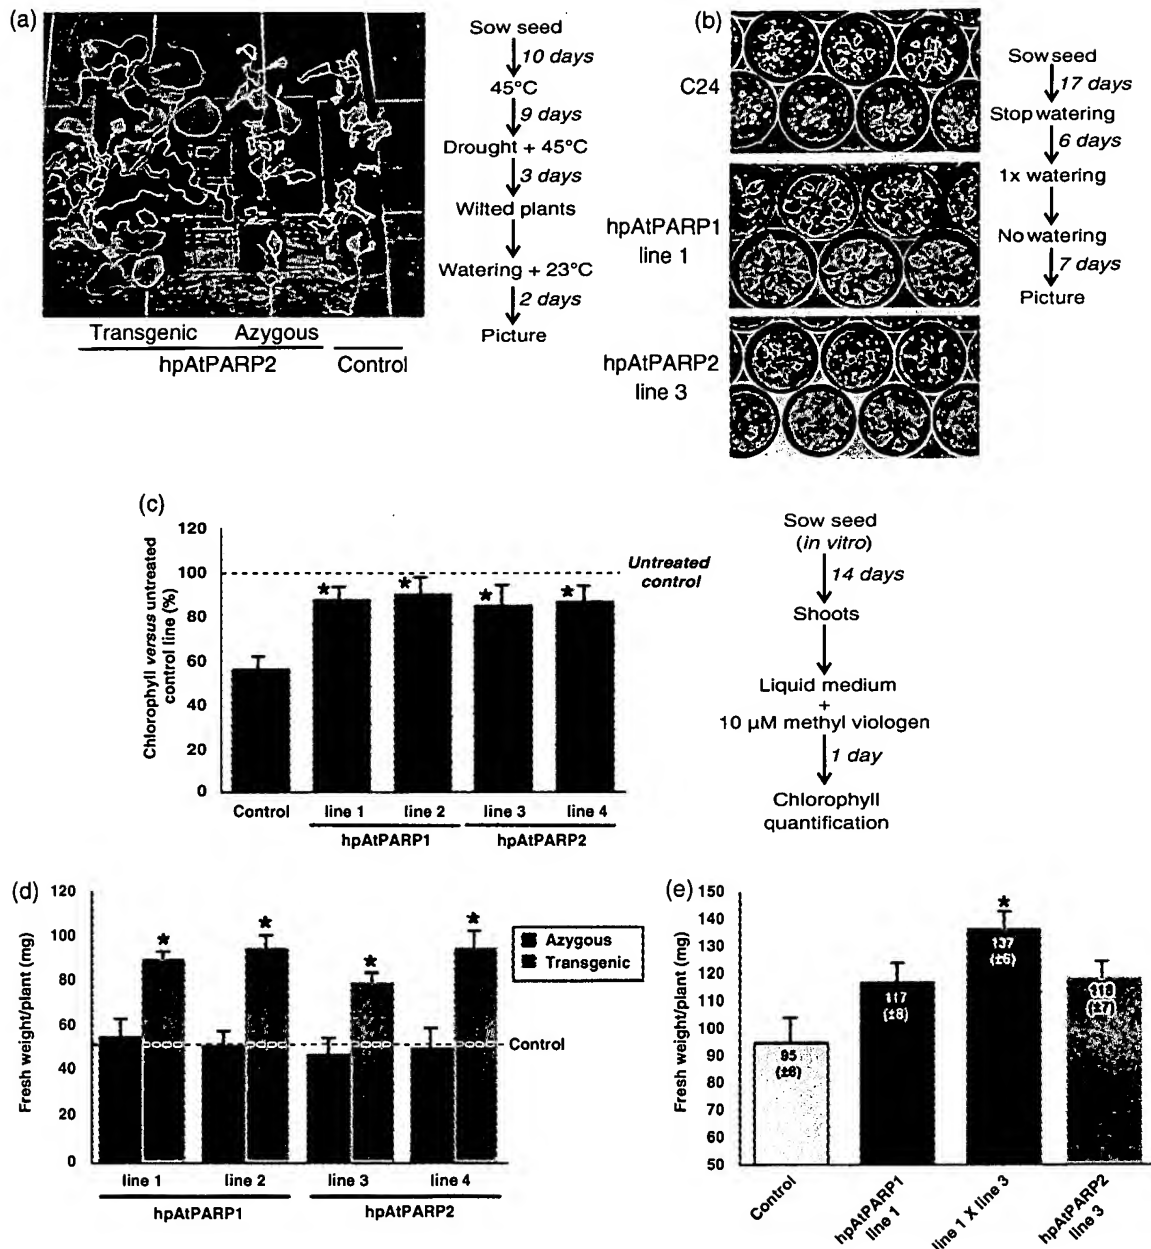 (a)
Sow seed
10 days
45°C
9 days
Drought + 45°C
3 days
Wilted plants
Watering + 23°C
2 days
Picture
Transgenic Azygous
hpAtPARP2 Control
(b)
C24
hpAtPARP1
line 1
hpAtPARP2
line 3
Sow seed
17 days
Stop watering
6 days
1x watering
No watering
7 days
Picture
(c)
Chlorophyll versus untreated
control line (%)
120
100
80
60
40
20
0
Untreated
control
* * * *
Control line 1 line 2 line 3 line 4
hpAtPARP1 hpAtPARP2
Sow seed
(in vitro)
14 days
Shoots
Liquid medium
+
10 µM methyl viologen
1 day
Chlorophyll
quantification
(d)
Fresh weight/plant (mg)
120
100
80
60
40
20
0
* * * *
Azygous
Transgenic
Control
line 1 line 2 line 3 line 4
hpAtPARP1 hpAtPARP2
(e)
Fresh weight/plant (mg)
150
140
130
120
110
100
90
80
70
60
50
*
95
117
(±8)
137
(±6)
118
(±7)
Control
hpAtPARP1
line 1
line 1 X line 3
hpAtPARP2
line 3